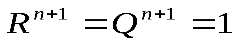 $R^{n+1} = Q^{n+1} = 1$